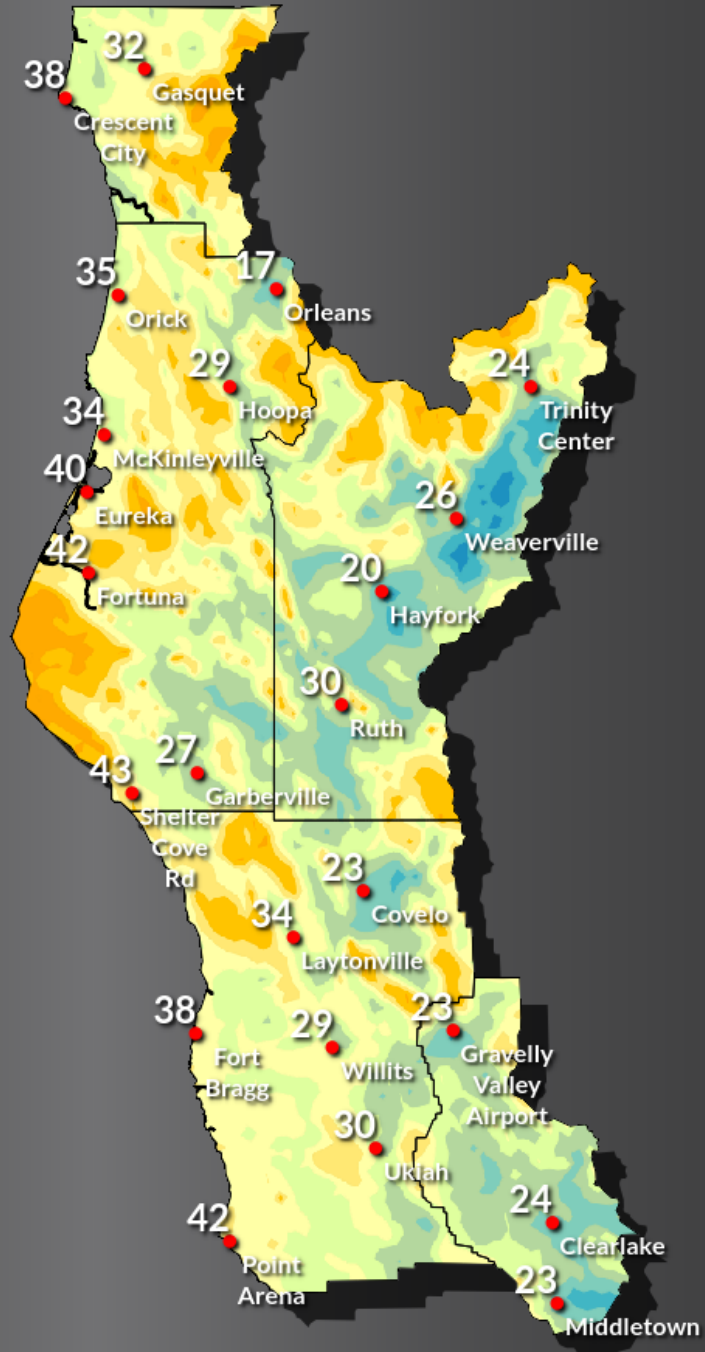 32
Gasquet
38
Crescent
City
35
Orick
17
Orleans
29
Hoopa
24
Trinity
Center
34
McKinleyville
40
Eureka
26
Weaverville
42
Fortuna
20
Hayfork
30
Ruth
27
Garberville
43
Shelter
Cove
Rd
23
Covelo
34
Laytonville
38
Fort
Bragg
29
Willits
23
Gravelly
Valley
Airport
30
Ukiah
42
Point
Arena
24
Clearlake
23
Middletown